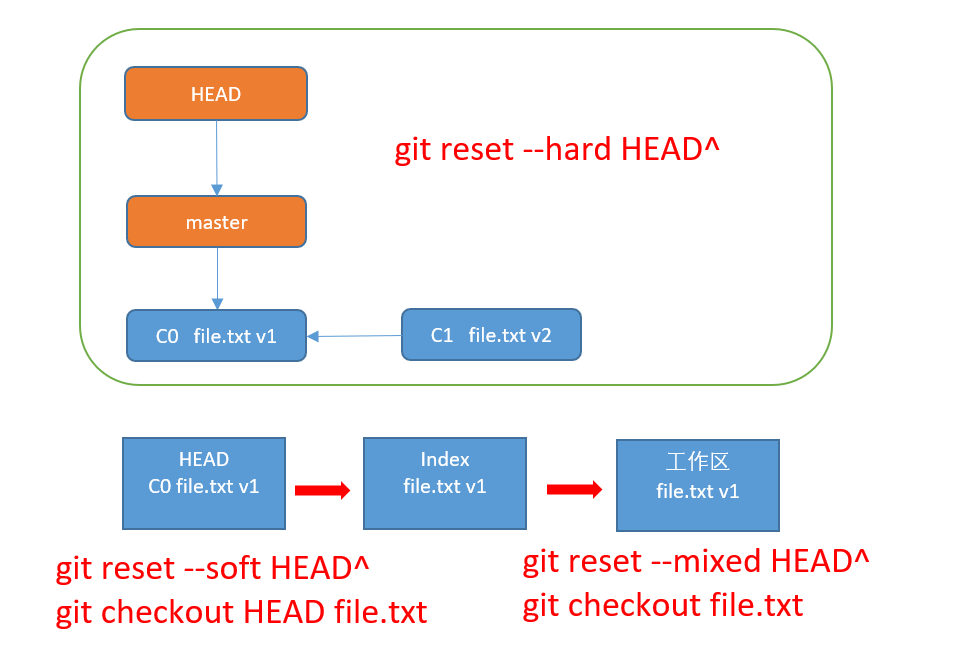 HEAD
git reset --hard HEAD^
master
C0 file.txt v1
C1 file.txt v2
HEAD
C0 file.txt v1
Index
file.txt v1
工作区
file.txt v1
git reset --soft HEAD^
git checkout HEAD file.txt
git reset --mixed HEAD^
git checkout file.txt